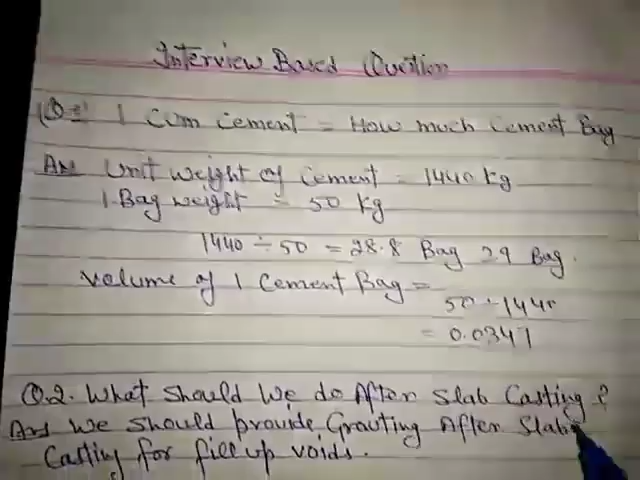 Interview Based Question
Q= 1 cum cement = How much Cement Bag
Ans Unit weight of Cement = 1440 kg
1 Bag weight = 50 kg
1440 ÷ 50 = 28.8 Bag 29 Bag.
Volume of 1 Cement Bag =
50 ÷ 1440
= 0.0347
Q.2. What should we do After Slab Casting?
Ans We should provide Grouting After Slab
Casting for fill up voids.